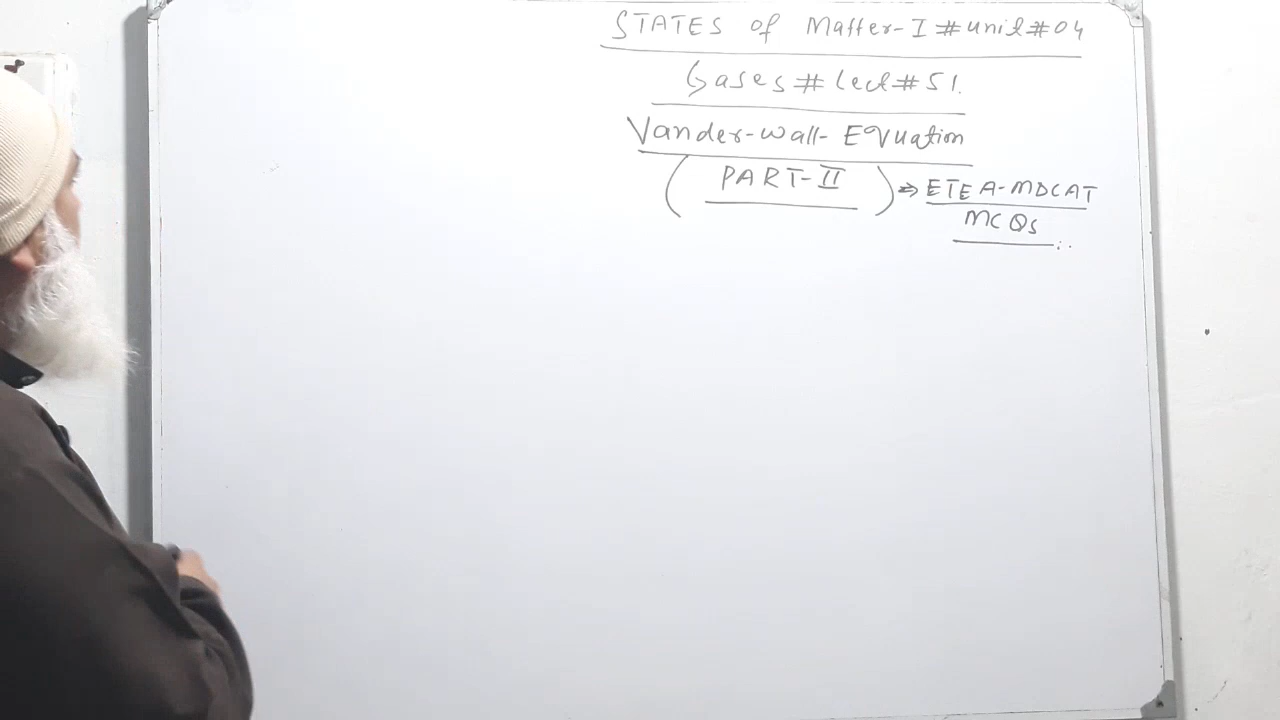 STATES of Matter-I #unit#04
Gases # Lect #51.
Vander-wall- Equation
(PART-II) => ETEA-MDCAT
MCQs